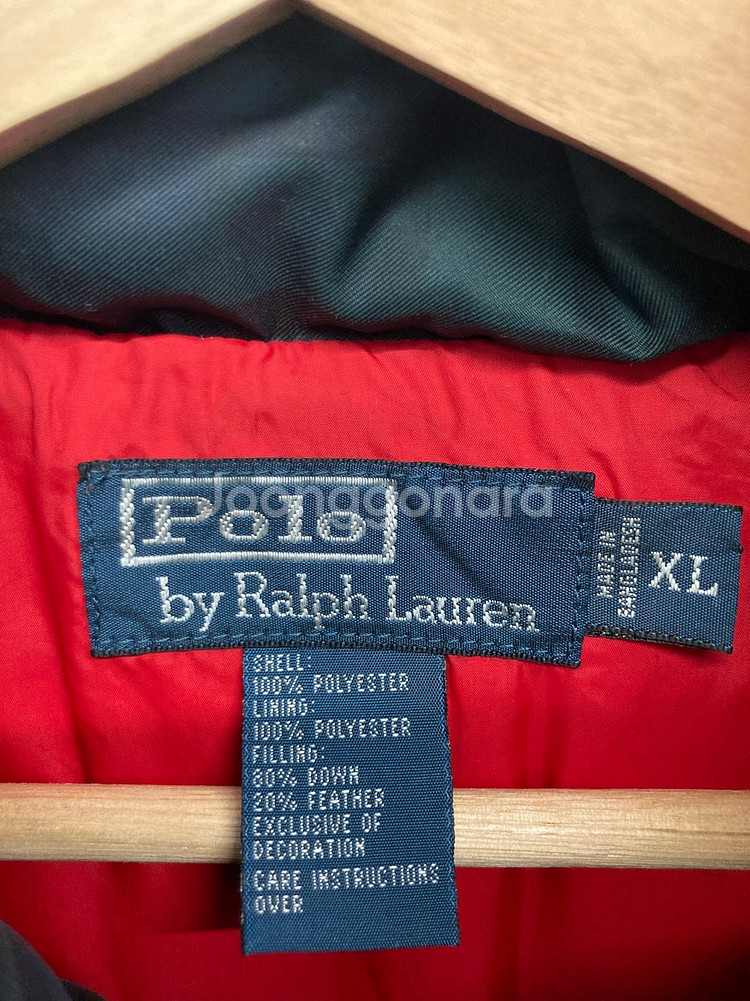 Polo
by Ralph Lauren
Joonggonara
MADE IN
BANGLADESH
XL
SHELL:
100% POLYESTER
LINING:
100% POLYESTER
FILLING:
80% DOWN
20% FEATHER
EXCLUSIVE OF
DECORATION
CARE INSTRUCTIONS
OVER